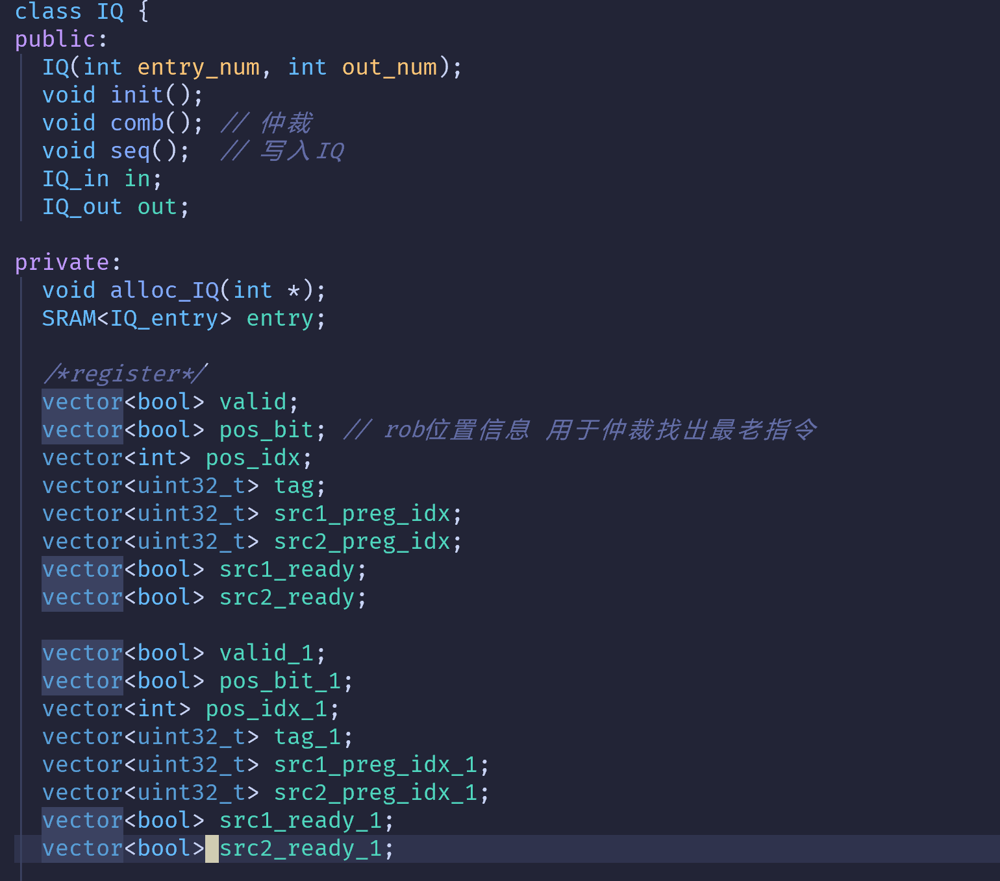 class IQ {
public:
  IQ(int entry_num, int out_num);
  void init();
  void comb(); // 仲裁
  void seq();  // 写入IQ
  IQ_in in;
  IQ_out out;

private:
  void alloc_IQ(int *);
  SRAM<IQ_entry> entry;

  /*register*/
  vector<bool> valid;
  vector<bool> pos_bit; // rob位置信息 用于仲裁找出最老指令
  vector<int> pos_idx;
  vector<uint32_t> tag;
  vector<uint32_t> src1_preg_idx;
  vector<uint32_t> src2_preg_idx;
  vector<bool> src1_ready;
  vector<bool> src2_ready;

  vector<bool> valid_1;
  vector<bool> pos_bit_1;
  vector<int> pos_idx_1;
  vector<uint32_t> tag_1;
  vector<uint32_t> src1_preg_idx_1;
  vector<uint32_t> src2_preg_idx_1;
  vector<bool> src1_ready_1;
  vector<bool> src2_ready_1;